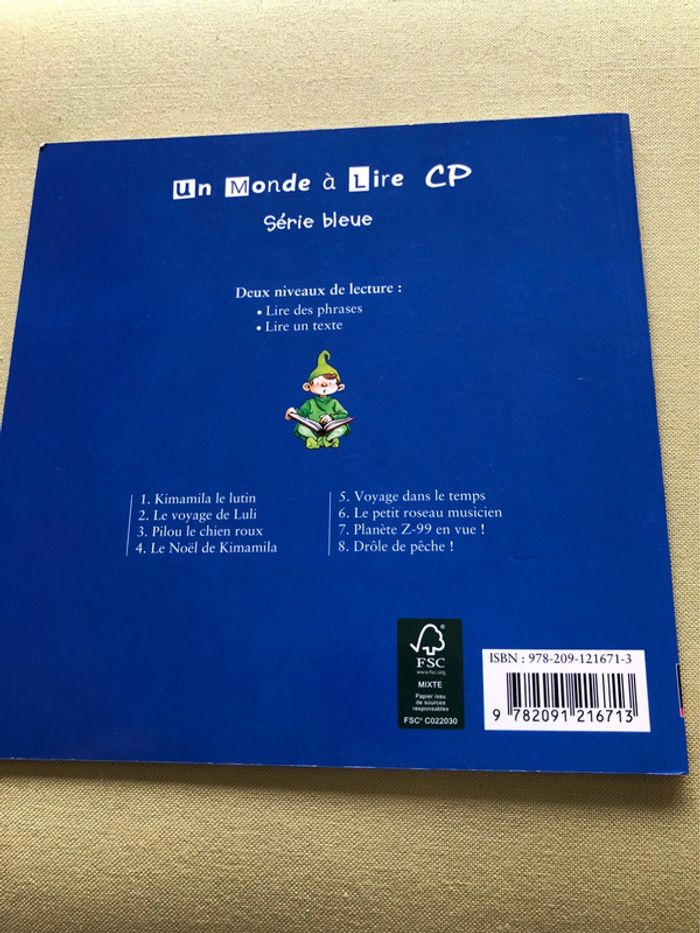 Un Monde à Lire CP
Série bleue
Deux niveaux de lecture :
• Lire des phrases
• Lire un texte
1. Kimamila le lutin
2. Le voyage de Luli
3. Pilou le chien roux
4. Le Noël de Kimamila
5. Voyage dans le temps
6. Le petit roseau musicien
7. Planète Z-99 en vue !
8. Drôle de pêche !
FSC
www.fsc.org
MIXTE
Papier issu
de sources
responsables
FSC® C022030
ISBN : 978-209-121671-3
9 782091 216713